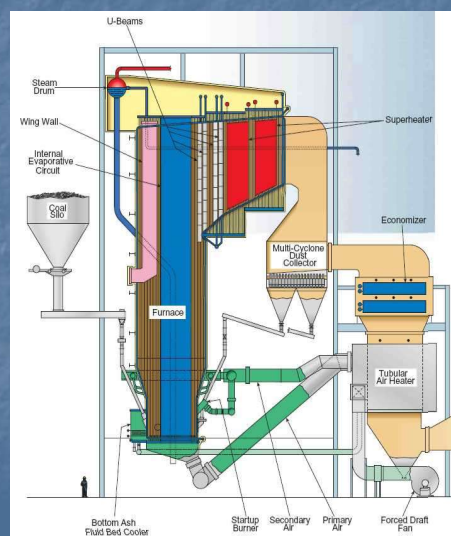 U-Beams
Steam
Drum
Wing Wall
Internal
Evaporative
Circuit
Coal
Silo
Superheater
Economizer
Multi-Cyclone
Dust
Collector
Furnace
Tubular
Air Heater
Bottom Ash
Fluid Bed Cooler
Startup
Burner
Secondary
Air
Primary
Air
Forced Draft
Fan